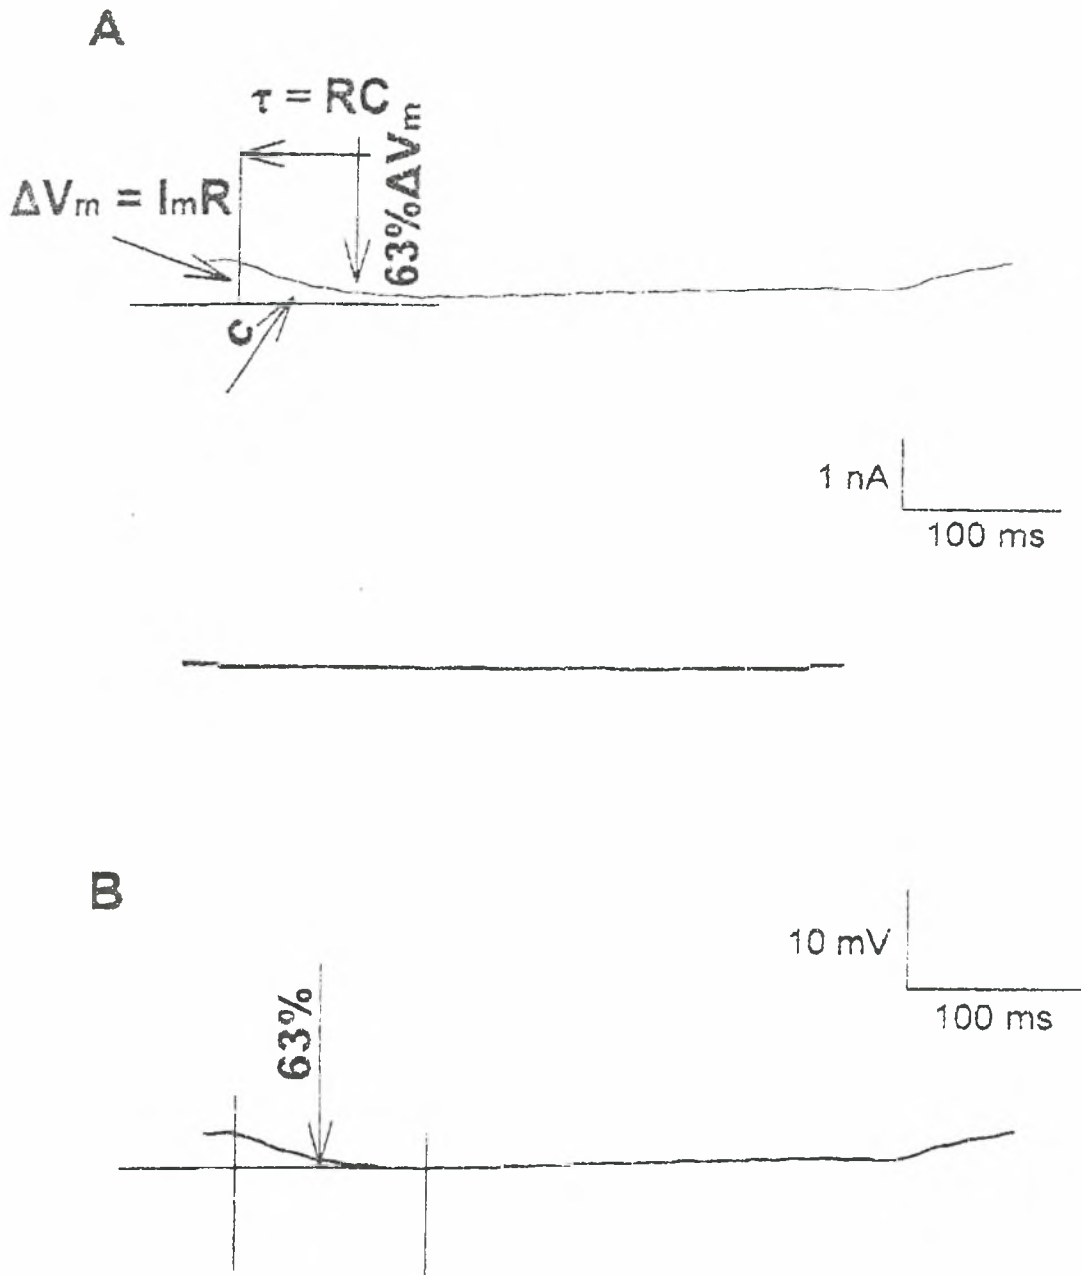 A
τ = RC
63%ΔVm
ΔVm = ImR
c
1 nA
100 ms
B
10 mV
63%
100 ms